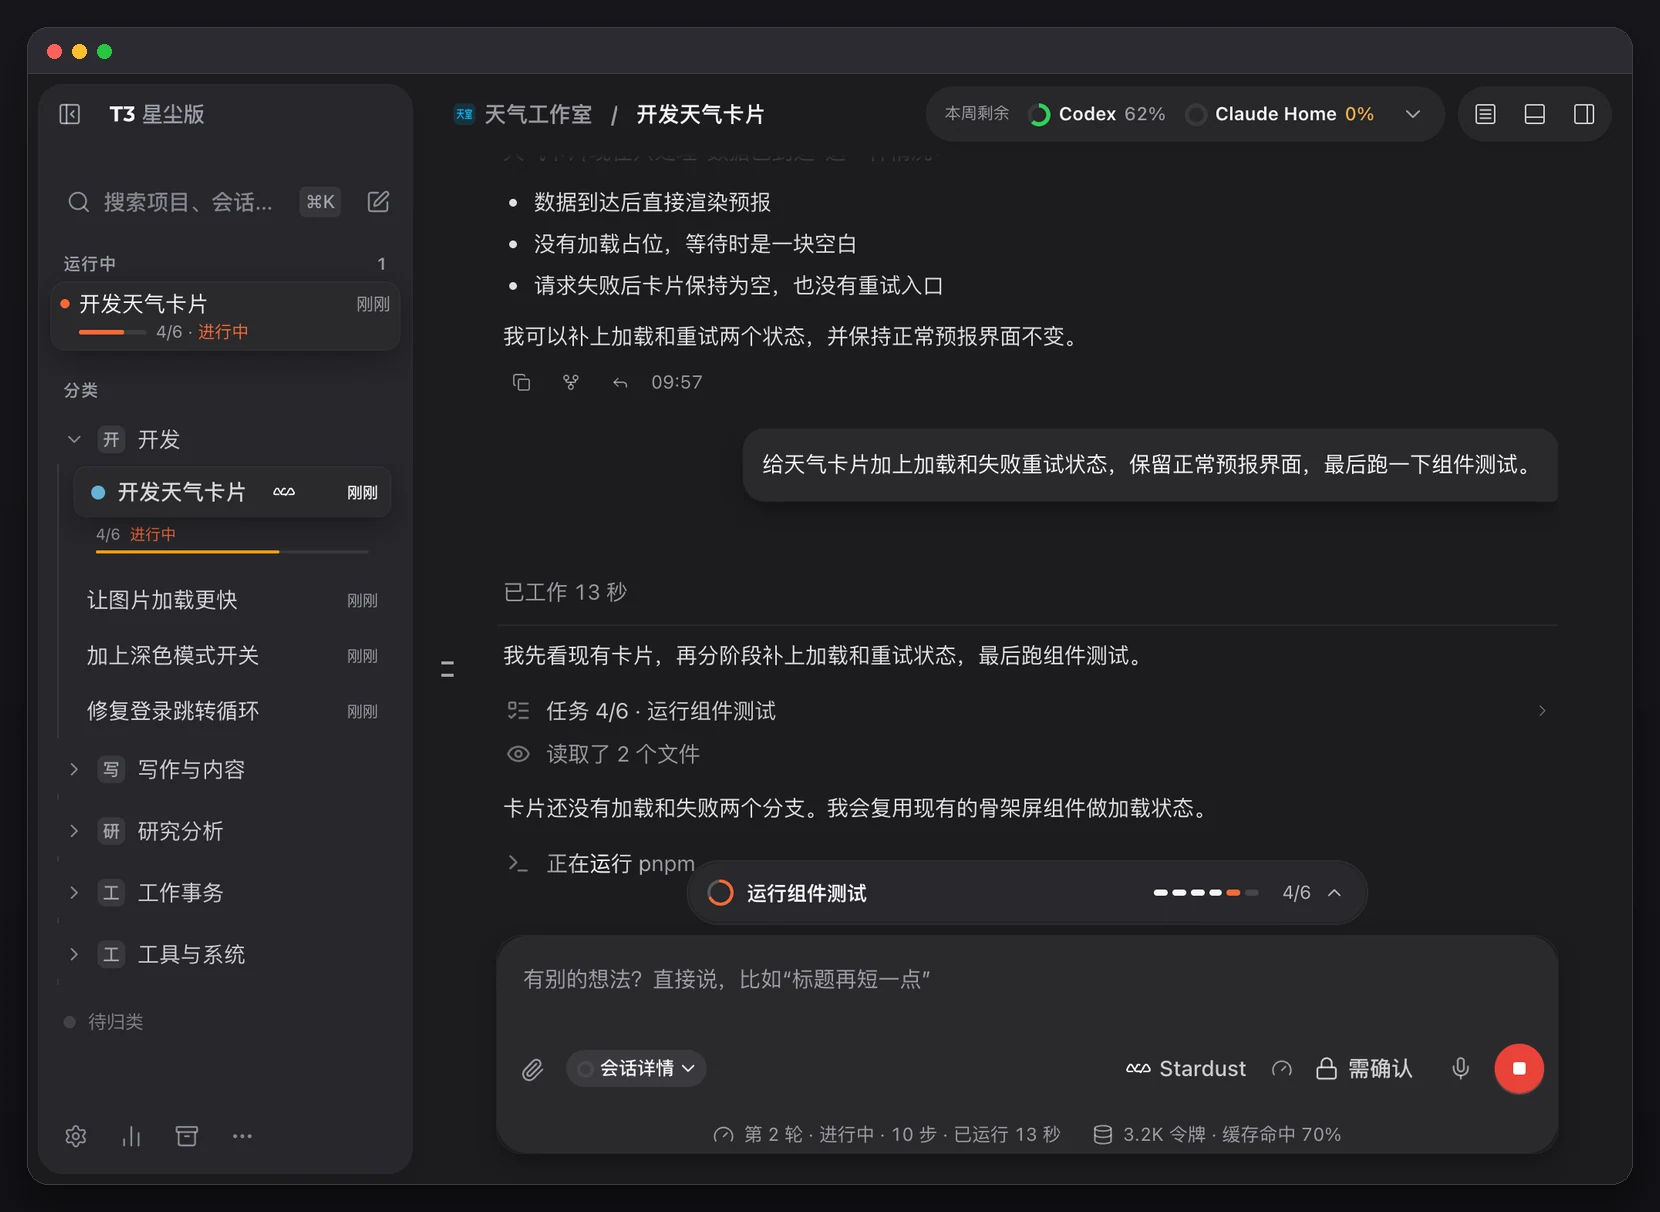 T3 星尘版
搜索项目、会话... ⌘K
运行中 1
开发天气卡片 刚刚
4/6 · 进行中
分类
开 开发
开发天气卡片 刚刚
4/6 进行中
让图片加载更快 刚刚
加上深色模式开关 刚刚
修复登录跳转循环 刚刚
写 写作与内容
研 研究分析
工 工作事务
工 工具与系统
待归类
天气工作室 / 开发天气卡片
本周剩余 Codex 62% Claude Home 0%
数据到达后直接渲染预报
没有加载占位，等待时是一块空白
请求失败后卡片保持为空，也没有重试入口
我可以补上加载和重试两个状态，并保持正常预报界面不变。
09:57
给天气卡片加上加载和失败重试状态，保留正常预报界面，最后跑一下组件测试。
已工作 13 秒
我先看现有卡片，再分阶段补上加载和重试状态，最后跑组件测试。
任务 4/6 · 运行组件测试
读取了 2 个文件
卡片还没有加载和失败两个分支。我会复用现有的骨架屏组件做加载状态。
正在运行 pnpm
运行组件测试 4/6
有别的想法？直接说，比如“标题再短一点”
会话详情 Stardust 需确认
第 2 轮 · 进行中 · 10 步 · 已运行 13 秒 3.2K 令牌 · 缓存命中 70%